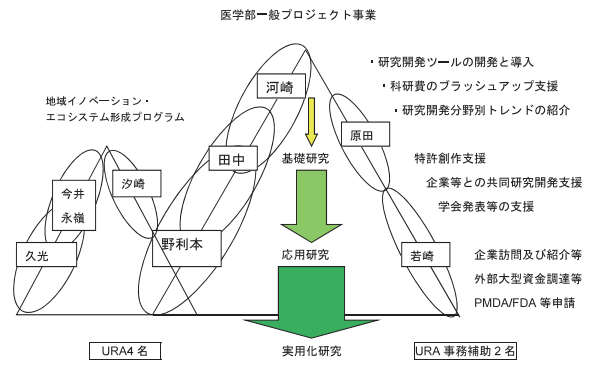 医学部一般プロジェクト事業
・研究開発ツールの開発と導入
・科研費のブラッシュアップ支援
・研究開発分野別トレンドの紹介
地域イノベーション・
エコシステム形成プログラム
河崎
原田
田中
基礎研究
特許創作支援
企業等との共同研究開発支援
学会発表等の支援
汐崎
今井
永嶺
野利本
久光
応用研究
若崎
企業訪問及び紹介等
外部大型資金調達等
PMDA/FDA 等申請
実用化研究
URA4 名
URA 事務補助 2 名